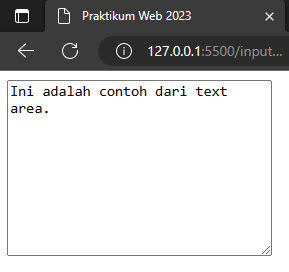 Praktikum Web 2023
127.0.0.1:5500/input...
Ini adalah contoh dari text
area.